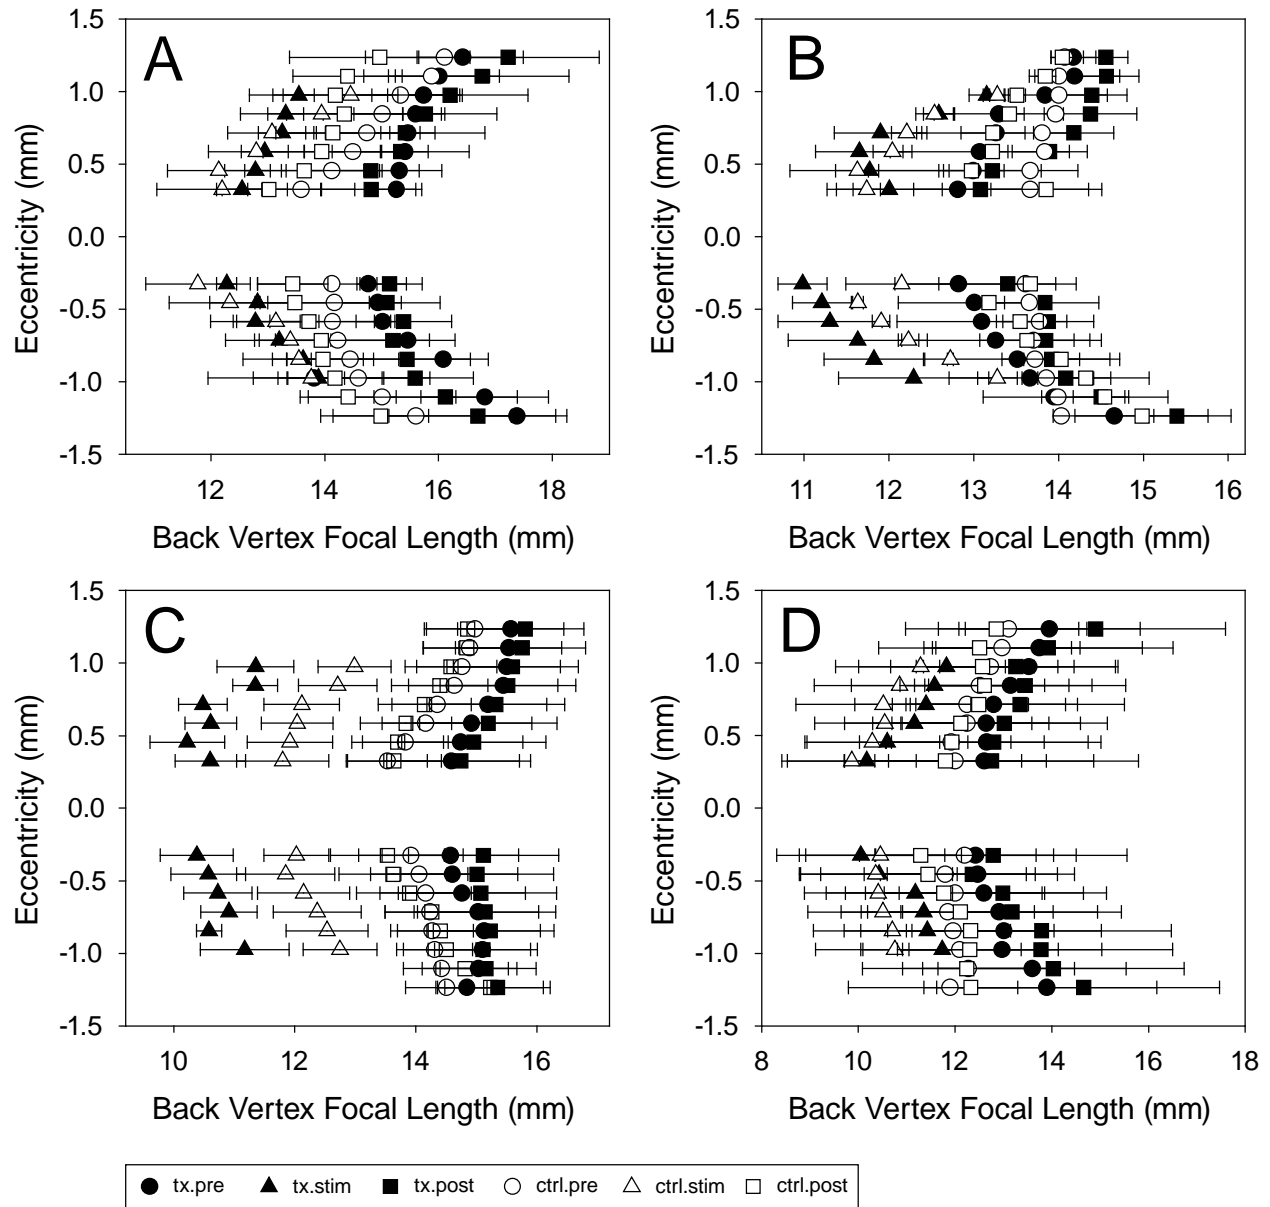 A
B
1.5
1.0
0.5
0.0
-0.5
-1.0
-1.5
Eccentricity (mm)
12 14 16 18
Back Vertex Focal Length (mm)
1.5
1.0
0.5
0.0
-0.5
-1.0
-1.5
Eccentricity (mm)
11 12 13 14 15 16
Back Vertex Focal Length (mm)
C
D
1.5
1.0
0.5
0.0
-0.5
-1.0
-1.5
Eccentricity (mm)
10 12 14 16
Back Vertex Focal Length (mm)
1.5
1.0
0.5
0.0
-0.5
-1.0
-1.5
Eccentricity (mm)
8 10 12 14 16 18
Back Vertex Focal Length (mm)
tx.pre tx.stim tx.post ctrl.pre ctrl.stim ctrl.post